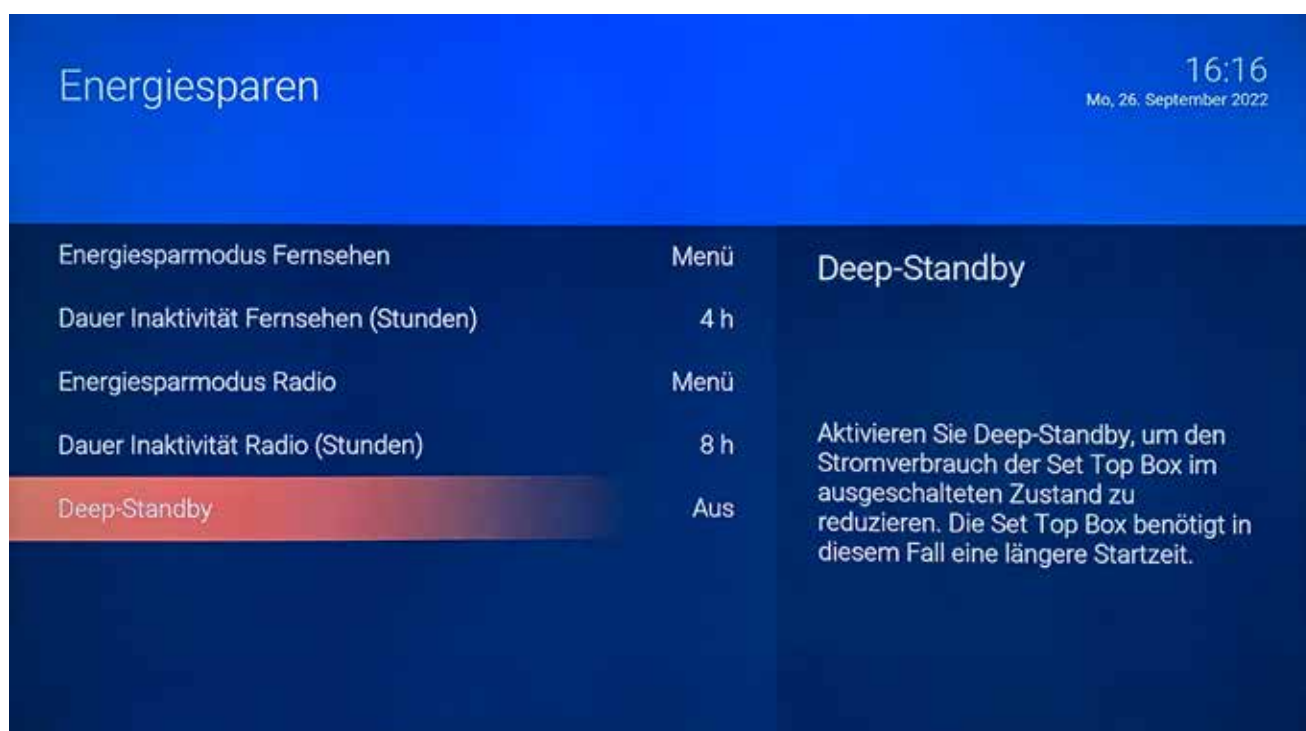 Energiesparen
16:16
Mo, 26. September 2022
Energiesparmodus Fernsehen Menü
Dauer Inaktivität Fernsehen (Stunden) 4 h
Energiesparmodus Radio Menü
Dauer Inaktivität Radio (Stunden) 8 h
Deep-Standby Aus
Deep-Standby
Aktivieren Sie Deep-Standby, um den
Stromverbrauch der Set Top Box im
ausgeschalteten Zustand zu
reduzieren. Die Set Top Box benötigt in
diesem Fall eine längere Startzeit.